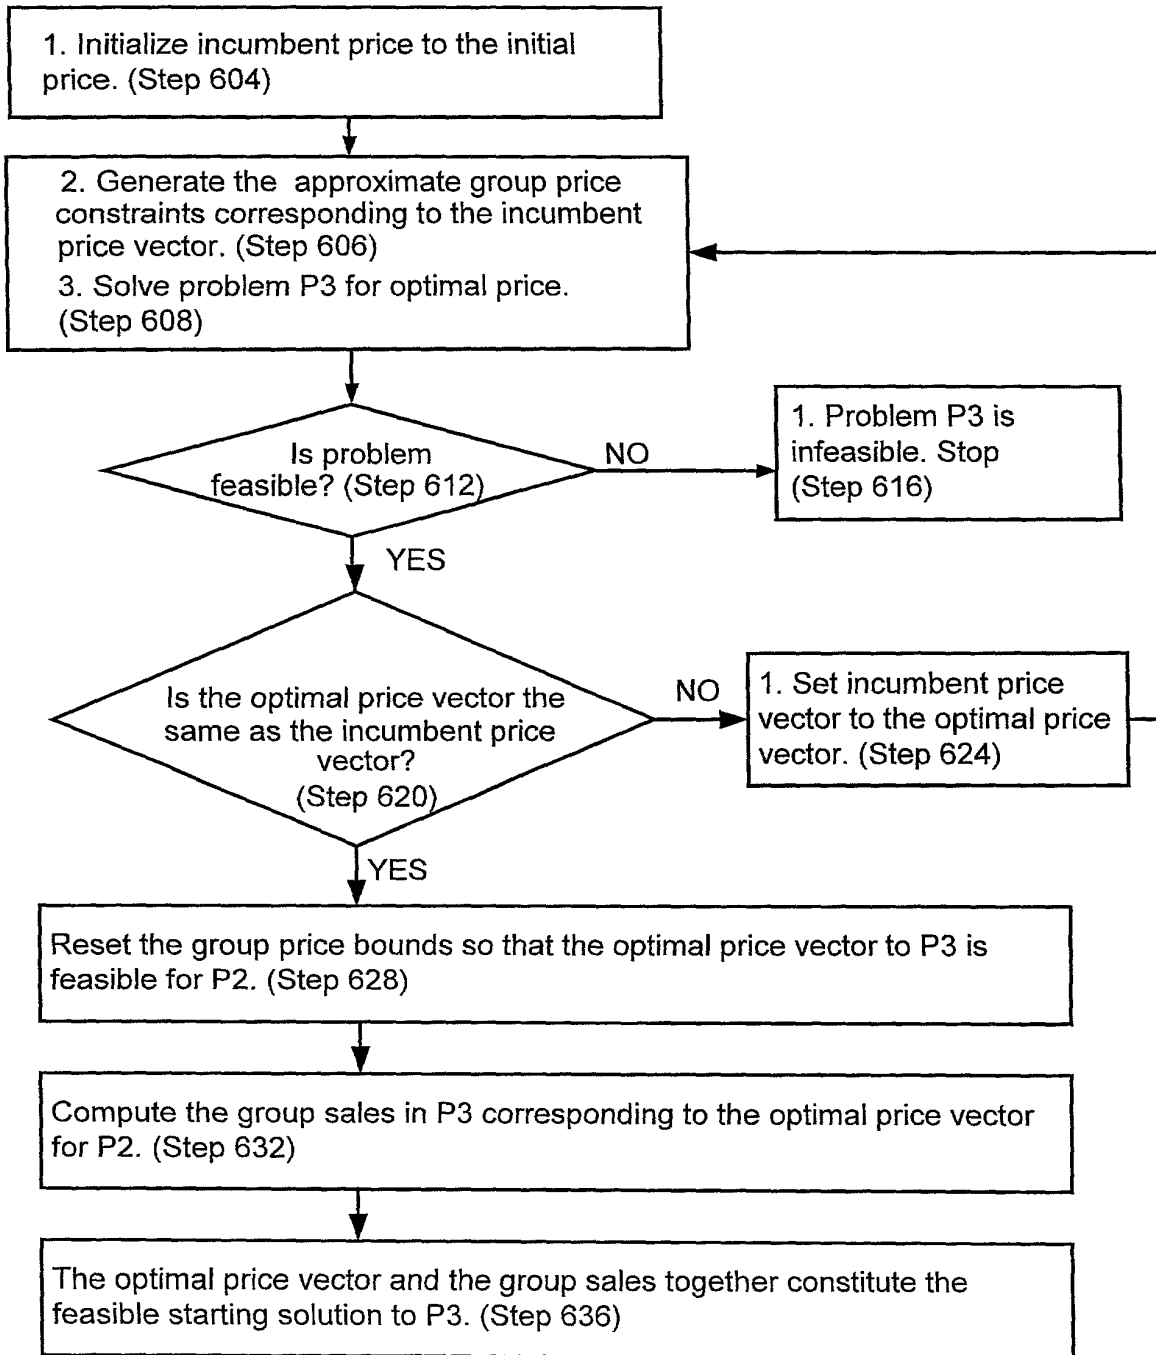 1. Initialize incumbent price to the initial
price. (Step 604)
2. Generate the approximate group price
constraints corresponding to the incumbent
price vector. (Step 606)
3. Solve problem P3 for optimal price.
(Step 608)
Is problem
feasible? (Step 612)
NO
1. Problem P3 is
infeasible. Stop
(Step 616)
YES
Is the optimal price vector the
same as the incumbent price
vector?
(Step 620)
NO
1. Set incumbent price
vector to the optimal price
vector. (Step 624)
YES
Reset the group price bounds so that the optimal price vector to P3 is
feasible for P2. (Step 628)
Compute the group sales in P3 corresponding to the optimal price vector
for P2. (Step 632)
The optimal price vector and the group sales together constitute the
feasible starting solution to P3. (Step 636)